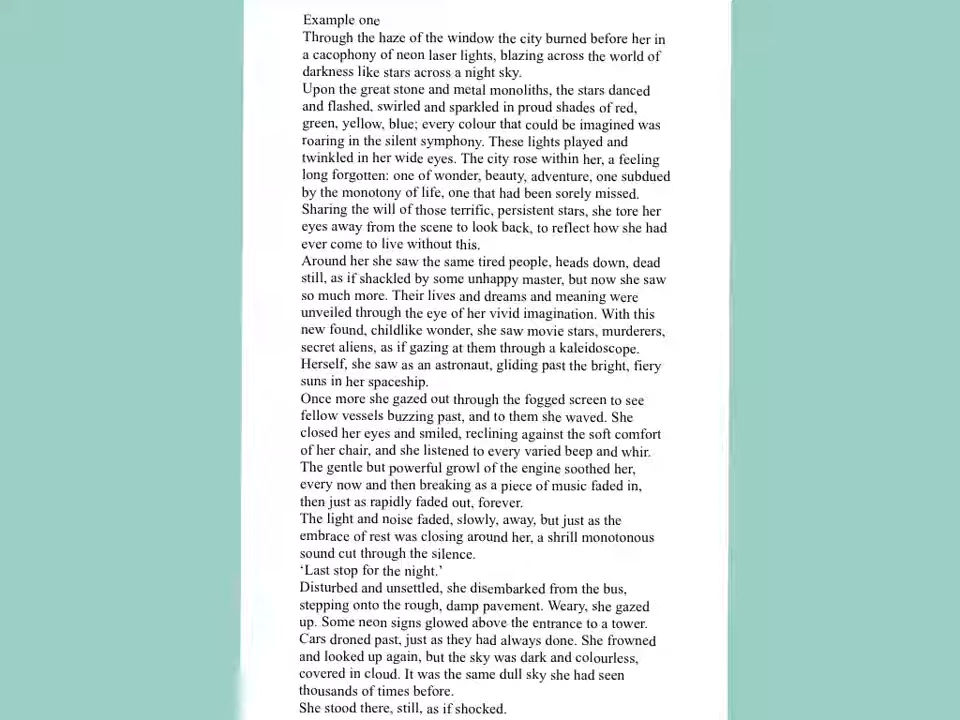 Example one
Through the haze of the window the city burned before her in
a cacophony of neon laser lights, blazing across the world of
darkness like stars across a night sky.
Upon the great stone and metal monoliths, the stars danced
and flashed, swirled and sparkled in proud shades of red,
green, yellow, blue; every colour that could be imagined was
roaring in the silent symphony. These lights played and
twinkled in her wide eyes. The city rose within her, a feeling
long forgotten: one of wonder, beauty, adventure, one subdued
by the monotony of life, one that had been sorely missed.
Sharing the will of those terrific, persistent stars, she tore her
eyes away from the scene to look back, to reflect how she had
ever come to live without this.
Around her she saw the same tired people, heads down, dead
still, as if shackled by some unhappy master, but now she saw
so much more. Their lives and dreams and meaning were
unveiled through the eye of her vivid imagination. With this
new found, childlike wonder, she saw movie stars, murderers,
secret aliens, as if gazing at them through a kaleidoscope.
Herself, she saw as an astronaut, gliding past the bright, fiery
suns in her spaceship.
Once more she gazed out through the fogged screen to see
fellow vessels buzzing past, and to them she waved. She
closed her eyes and smiled, reclining against the soft comfort
of her chair, and she listened to every varied beep and whir.
The gentle but powerful growl of the engine soothed her,
every now and then breaking as a piece of music faded in,
then just as rapidly faded out, forever.
The light and noise faded, slowly, away, but just as the
embrace of rest was closing around her, a shrill monotonous
sound cut through the silence.
‘Last stop for the night.’
Disturbed and unsettled, she disembarked from the bus,
stepping onto the rough, damp pavement. Weary, she gazed
up. Some neon signs glowed above the entrance to a tower.
Cars droned past, just as they had always done. She frowned
and looked up again, but the sky was dark and colourless,
covered in cloud. It was the same dull sky she had seen
thousands of times before.
She stood there, still, as if shocked.